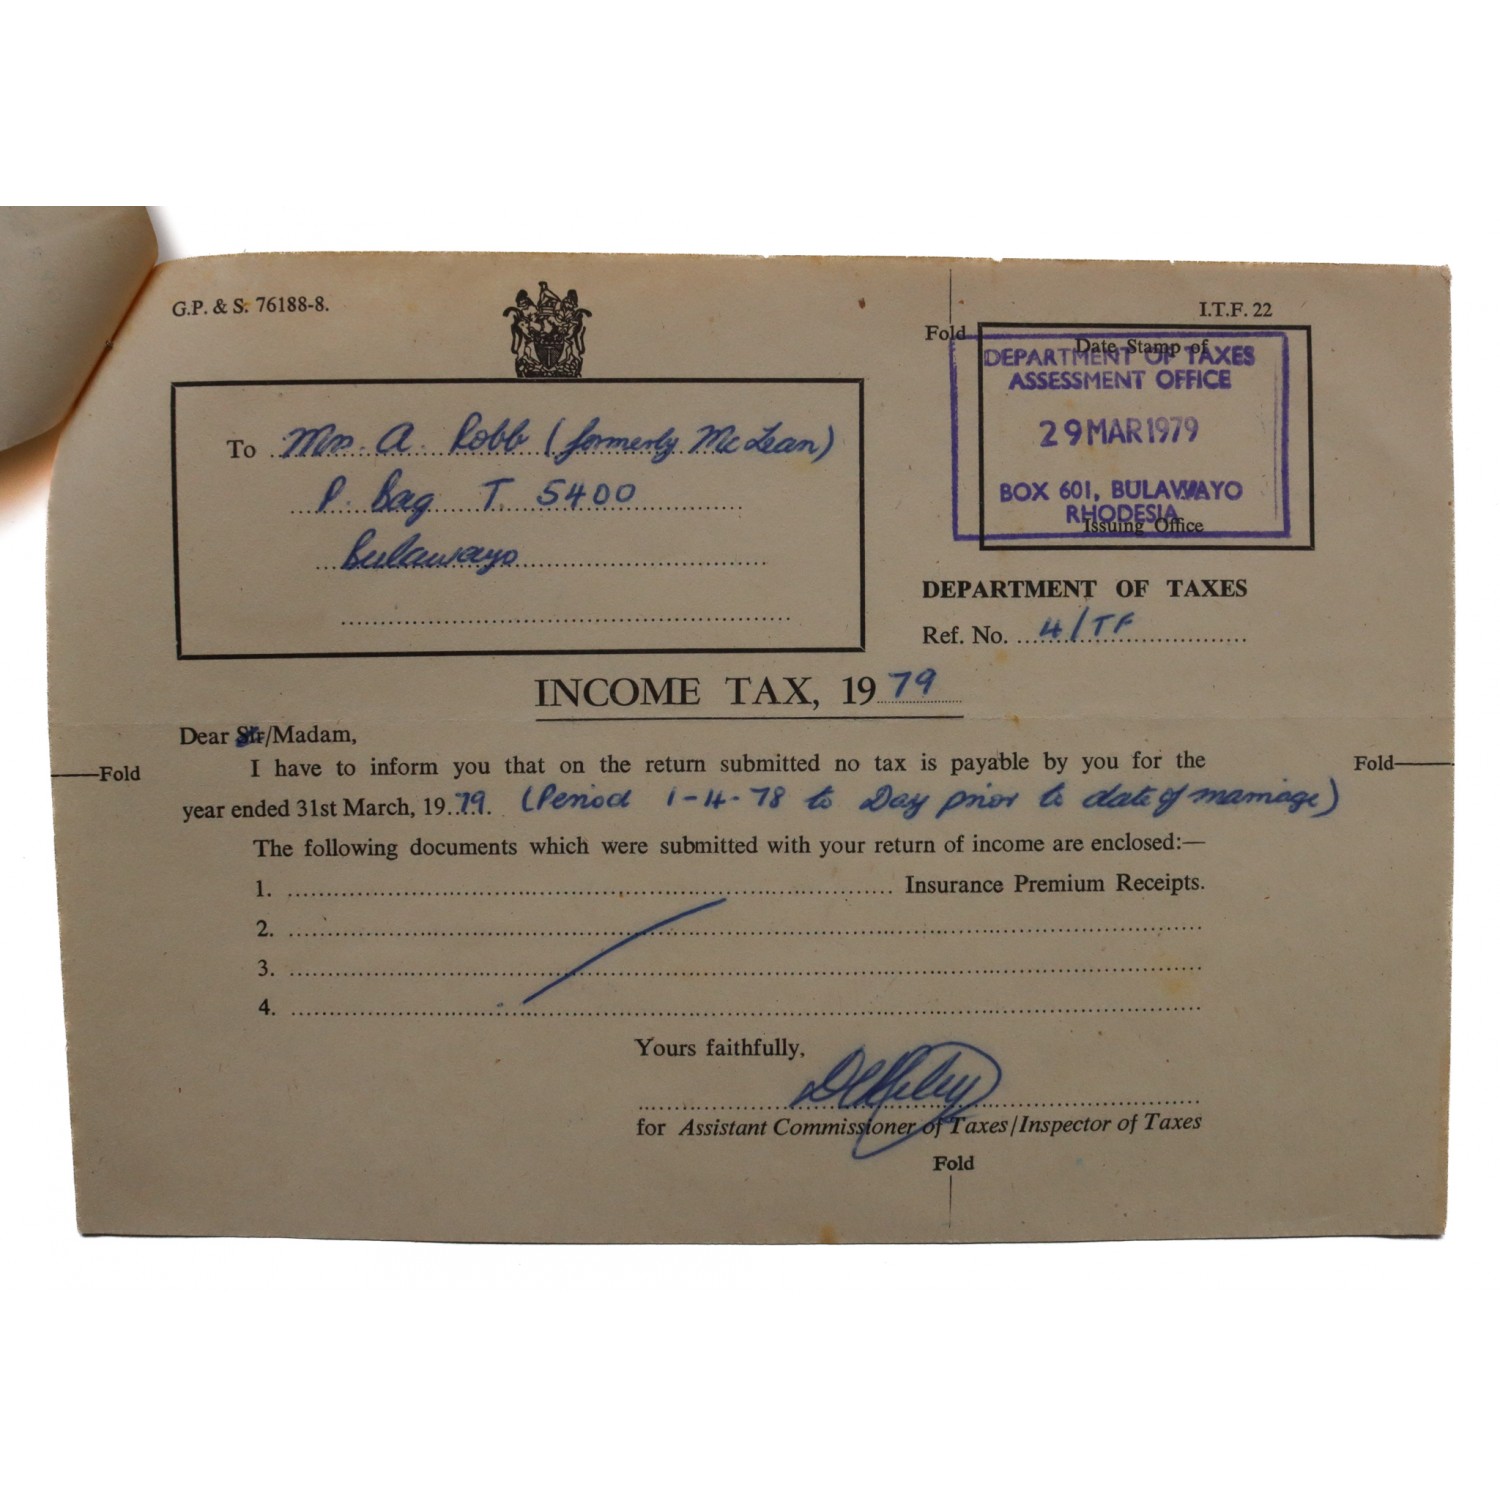 G.P. & S. 76188-8.
I.T.F. 22
Fold
Date Stamp of
DEPARTMENT OF TAXES
ASSESSMENT OFFICE
29 MAR 1979
BOX 601, BULAWAYO
RHODESIA
Issuing Office
To Mrs. A. Robb (formerly McLean)
P. Bag T. 5400
Bulawayo
DEPARTMENT OF TAXES
Ref. No. 4/TF
INCOME TAX, 1979
Dear Sir/Madam,
I have to inform you that on the return submitted no tax is payable by you for the
Fold
Fold
year ended 31st March, 1979. (Period 1-4-78 to Day prior to date of marriage)
The following documents which were submitted with your return of income are enclosed:—
1. Insurance Premium Receipts.
2.
3.
4.
Yours faithfully,
for Assistant Commissioner of Taxes/Inspector of Taxes
Fold